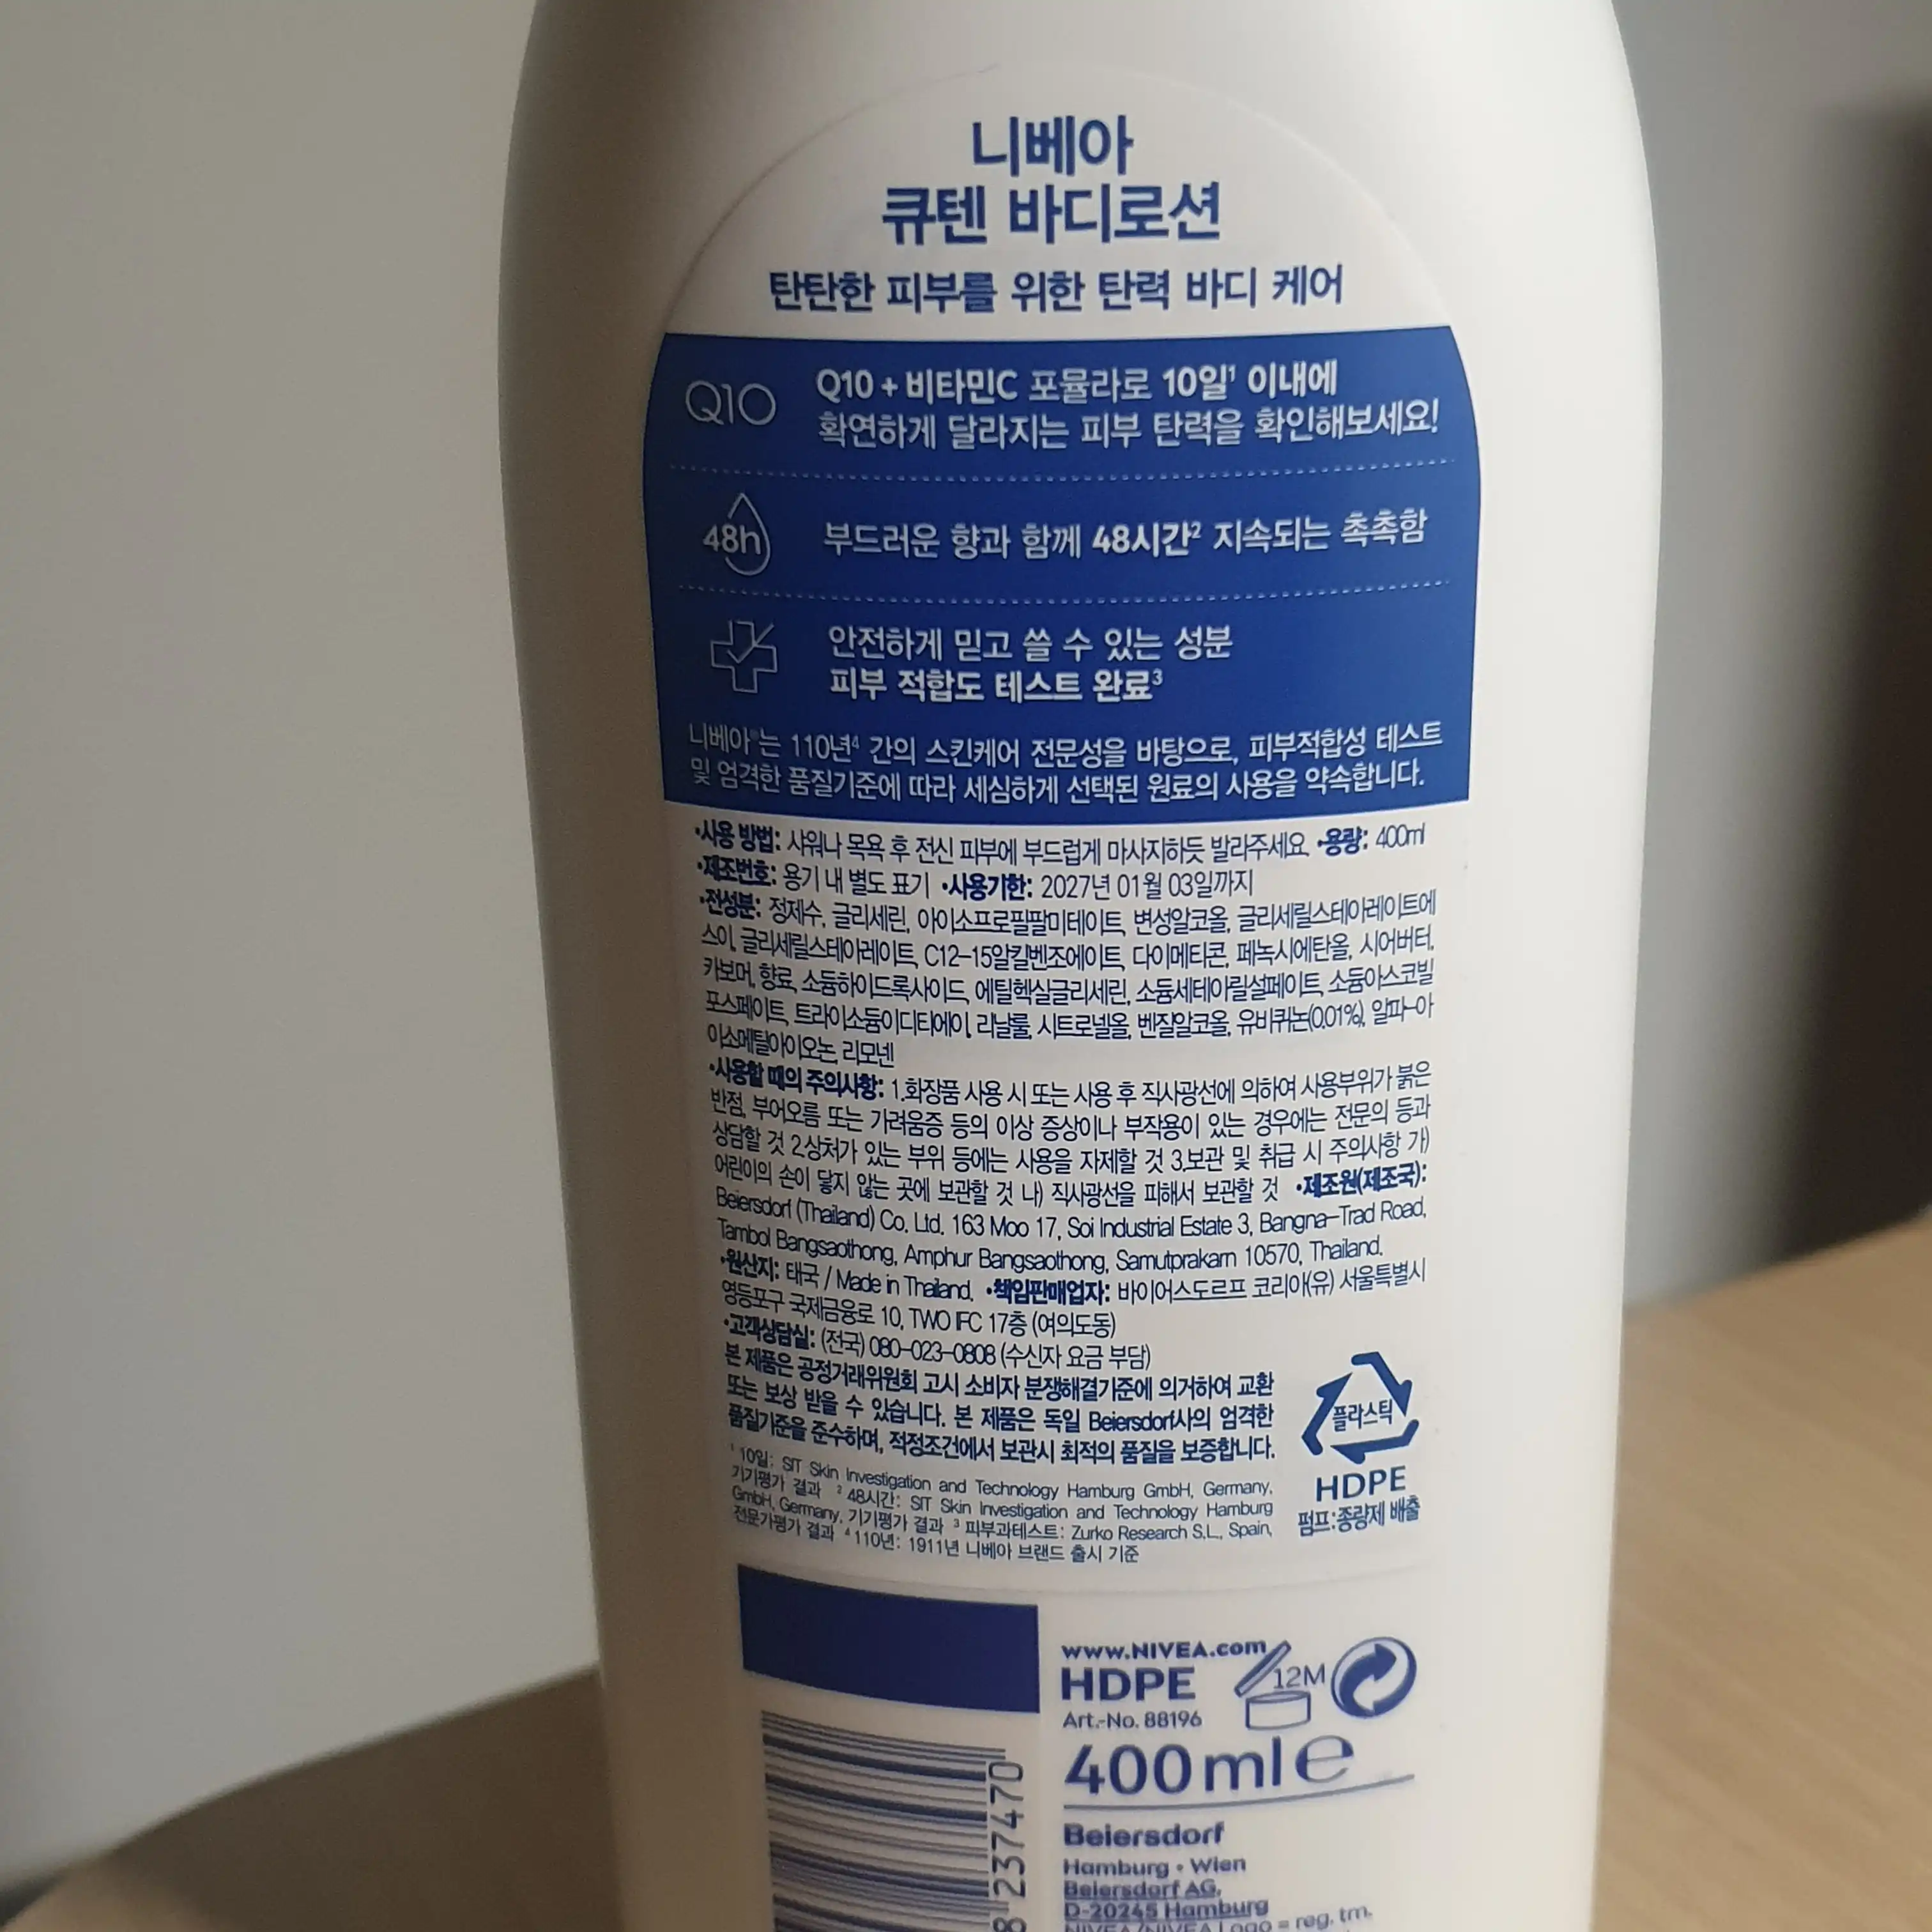 니베아
큐텐 바디로션
탄탄한 피부를 위한 탄력 바디 케어
Q10
Q10 + 비타민C 포뮬라로 10일¹ 이내에
확연하게 달라지는 피부 탄력을 확인해보세요!
48h
부드러운 향과 함께 48시간² 지속되는 촉촉함
안전하게 믿고 쓸 수 있는 성분
피부 적합도 테스트 완료³
니베아®는 110년⁴ 간의 스킨케어 전문성을 바탕으로, 피부적합성 테스트
및 엄격한 품질기준에 따라 세심하게 선택된 원료의 사용을 약속합니다.
•사용 방법: 샤워나 목욕 후 전신 피부에 부드럽게 마사지하듯 발라주세요. •용량: 400ml
•제조번호: 용기 내 별도 표기 •사용기한: 2027년 01월 03일까지
•전성분: 정제수, 글리세린, 아이소프로필팔미테이트, 변성알코올, 글리세릴스테아레이트에
스이, 글리세릴스테아레이트, C12-15알킬벤조에이트, 다이메티콘, 페녹시에탄올, 시어버터,
카보머, 향료, 소듐하이드록사이드, 에틸헥실글리세린, 소듐세테아릴설페이트, 소듐아스코빌
포스페이트, 트라이소듐이디티에이, 리날룰, 시트로넬올, 벤질알코올, 유비퀴논(0.01%), 알파-아
이소메틸아이오논, 리모넨
•사용할 때의 주의사항: 1.화장품 사용 시 또는 사용 후 직사광선에 의하여 사용부위가 붉은
반점, 부어오름 또는 가려움증 등의 이상 증상이나 부작용이 있는 경우에는 전문의 등과
상담할 것 2.상처가 있는 부위 등에는 사용을 자제할 것 3.보관 및 취급 시 주의사항 가)
어린이의 손이 닿지 않는 곳에 보관할 것 나) 직사광선을 피해서 보관할 것 •제조원(제조국):
Beiersdorf (Thailand) Co. Ltd. 163 Moo 17, Soi Industrial Estate 3, Bangna-Trad Road,
Tambol Bangsaothong, Amphur Bangsaothong, Samutprakarn 10570, Thailand.
•원산지: 태국 / Made in Thailand. •책임판매업자: 바이어스도르프 코리아(유) 서울특별시
영등포구 국제금융로 10, TWO IFC 17층 (여의도동)
•고객상담실: (전국) 080-023-0808 (수신자 요금 부담)
본 제품은 공정거래위원회 고시 소비자 분쟁해결기준에 의거하여 교환
또는 보상 받을 수 있습니다. 본 제품은 독일 Beiersdorf사의 엄격한
품질기준을 준수하며, 적정조건에서 보관시 최적의 품질을 보증합니다.
¹ 10일: SIT Skin Investigation and Technology Hamburg GmbH, Germany,
기기평가 결과 ² 48시간: SIT Skin Investigation and Technology Hamburg
GmbH, Germany, 기기평가 결과 ³ 피부과테스트: Zurko Research S.L., Spain,
전문가평가 결과 ⁴ 110년: 1911년 니베아 브랜드 출시 기준
플라스틱
HDPE
펌프:종량제 배출
www.NIVEA.com
HDPE
12M
Art.-No. 88196
400 ml e
8 237470
Beiersdorf
Hamburg • Wien
Beiersdorf AG,
D-20245 Hamburg
NIVEA/NIVEA Logo = reg. tm.